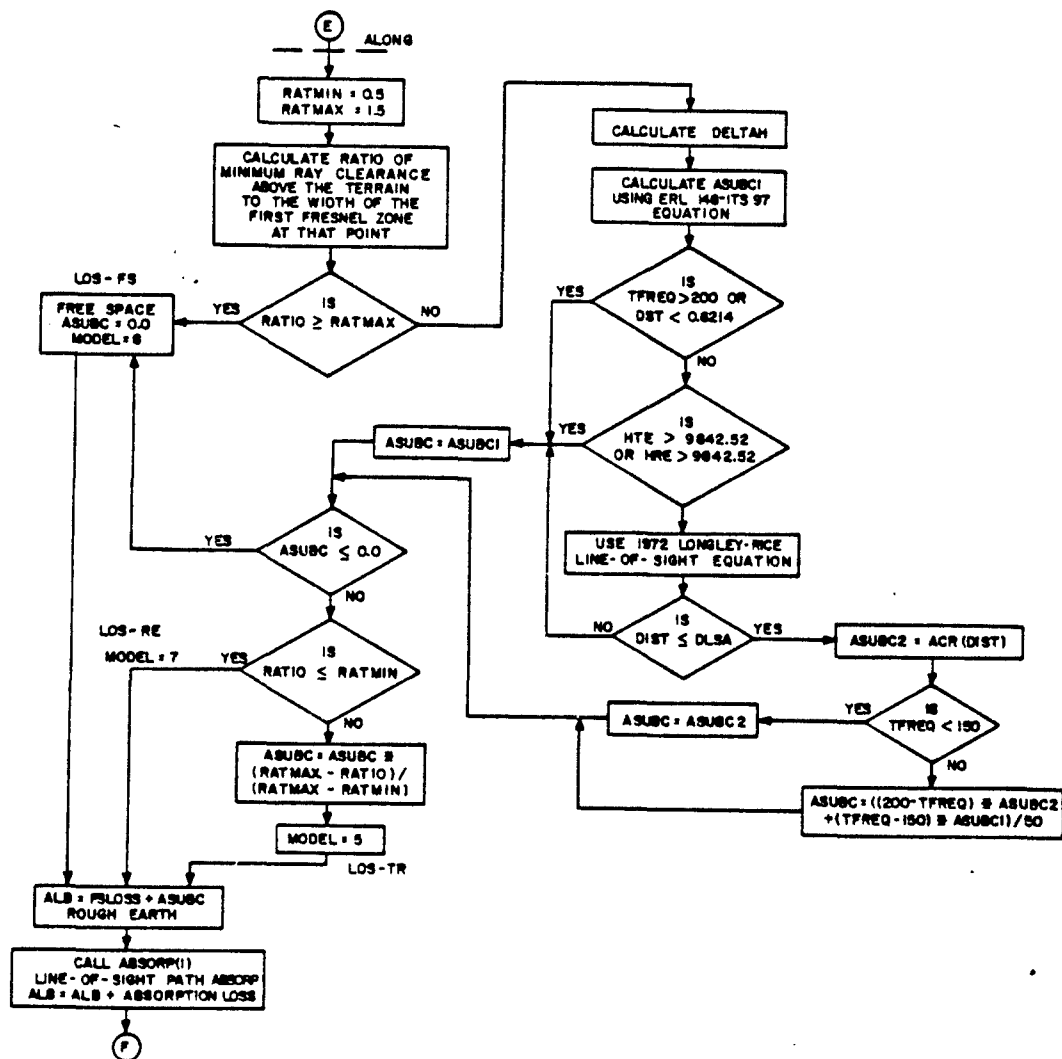 E
ALONG
RATMIN = 0.5
RATMAX = 1.5
CALCULATE RATIO OF
MINIMUM RAY CLEARANCE
ABOVE THE TERRAIN
TO THE WIDTH OF THE
FIRST FRESNEL ZONE
AT THAT POINT
IS
RATIO ≥ RATMAX
YES
NO
LOS-FS
FREE SPACE
ASUBC = 0.0
MODEL = 6
CALCULATE DELTAH
CALCULATE ASUBC1
USING ERL 148-ITS 97
EQUATION
IS
TFREQ > 200 OR
DST < 0.6214
YES
NO
IS
HTE > 9842.52
OR HRE > 9842.52
YES
ASUBC = ASUBC1
USE 1972 LONGLEY-RICE
LINE-OF-SIGHT EQUATION
IS
DIST ≤ DLSA
NO
YES
ASUBC2 = ACR (DIST)
IS
TFREQ < 150
YES
NO
ASUBC = ASUBC2
ASUBC = ((200-TFREQ) * ASUBC2
+ (TFREQ-150) * ASUBC1) / 50
IS
ASUBC ≤ 0.0
YES
NO
LOS-RE
MODEL = 7
IS
RATIO ≤ RATMIN
YES
NO
ASUBC = ASUBC *
(RATMAX - RATIO) /
(RATMAX - RATMIN)
MODEL = 5
LOS-TR
ALB = FSLOSS + ASUBC
ROUGH EARTH
CALL ABSORP(1)
LINE-OF-SIGHT PATH ABSORP
ALB = ALB + ABSORPTION LOSS
F